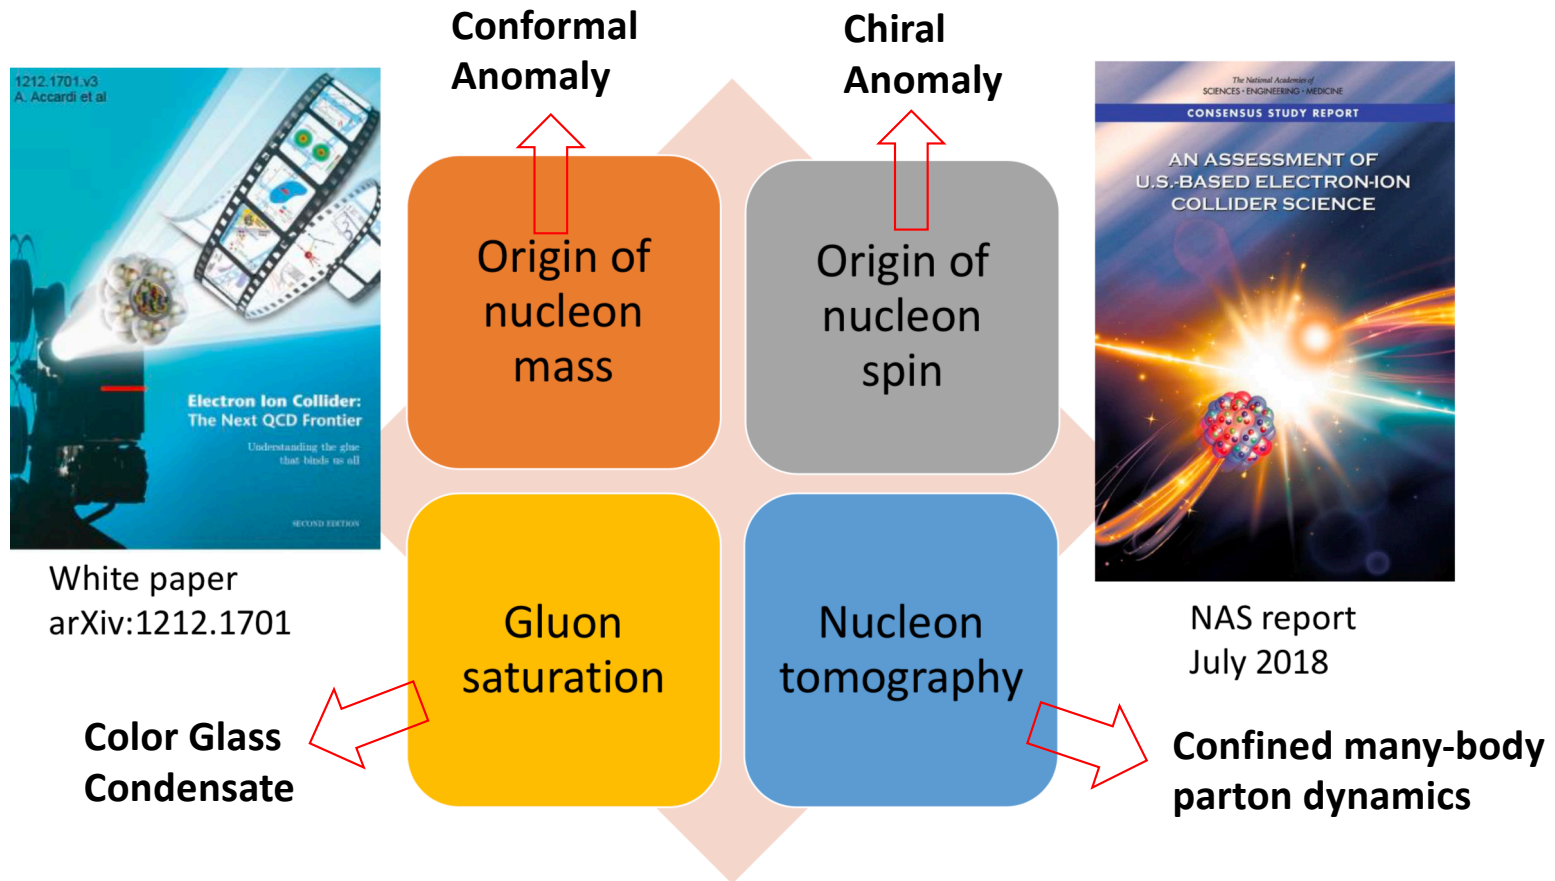 Conformal
Anomaly
Chiral
Anomaly
1212.1701.v3
A. Accardi et al
Electron Ion Collider:
The Next QCD Frontier
Understanding the glue
that binds us all
SECOND EDITION
White paper
arXiv:1212.1701
Origin of
nucleon
mass
Origin of
nucleon
spin
Gluon
saturation
Nucleon
tomography
The National Academies of
SCIENCES • ENGINEERING • MEDICINE
CONSENSUS STUDY REPORT
AN ASSESSMENT OF
U.S.-BASED ELECTRON-ION
COLLIDER SCIENCE
NAS report
July 2018
Color Glass
Condensate
Confined many-body
parton dynamics